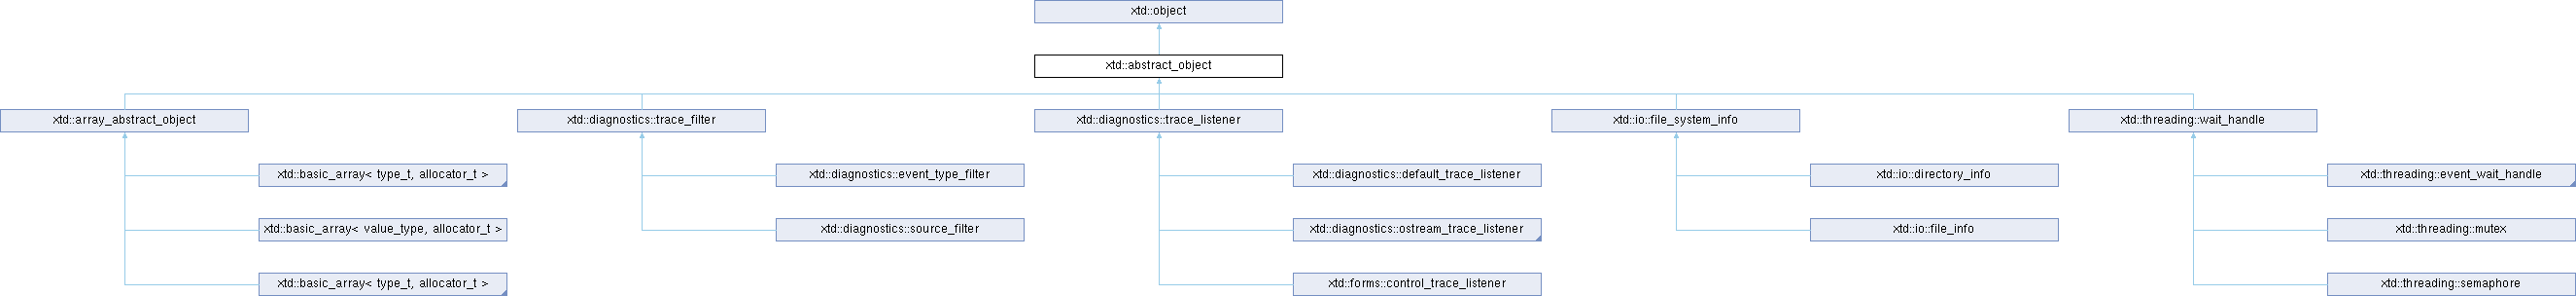 xtd::object
xtd::abstract_object
xtd::array_abstract_object
xtd::diagnostics::trace_filter
xtd::diagnostics::trace_listener
xtd::io::file_system_info
xtd::threading::wait_handle
xtd::basic_array< type_t, allocator_t >
xtd::diagnostics::event_type_filter
xtd::diagnostics::default_trace_listener
xtd::io::directory_info
xtd::threading::event_wait_handle
xtd::basic_array< value_type, allocator_t >
xtd::diagnostics::source_filter
xtd::diagnostics::ostream_trace_listener
xtd::io::file_info
xtd::threading::mutex
xtd::basic_array< type_t, allocator_t >
xtd::forms::control_trace_listener
xtd::threading::semaphore